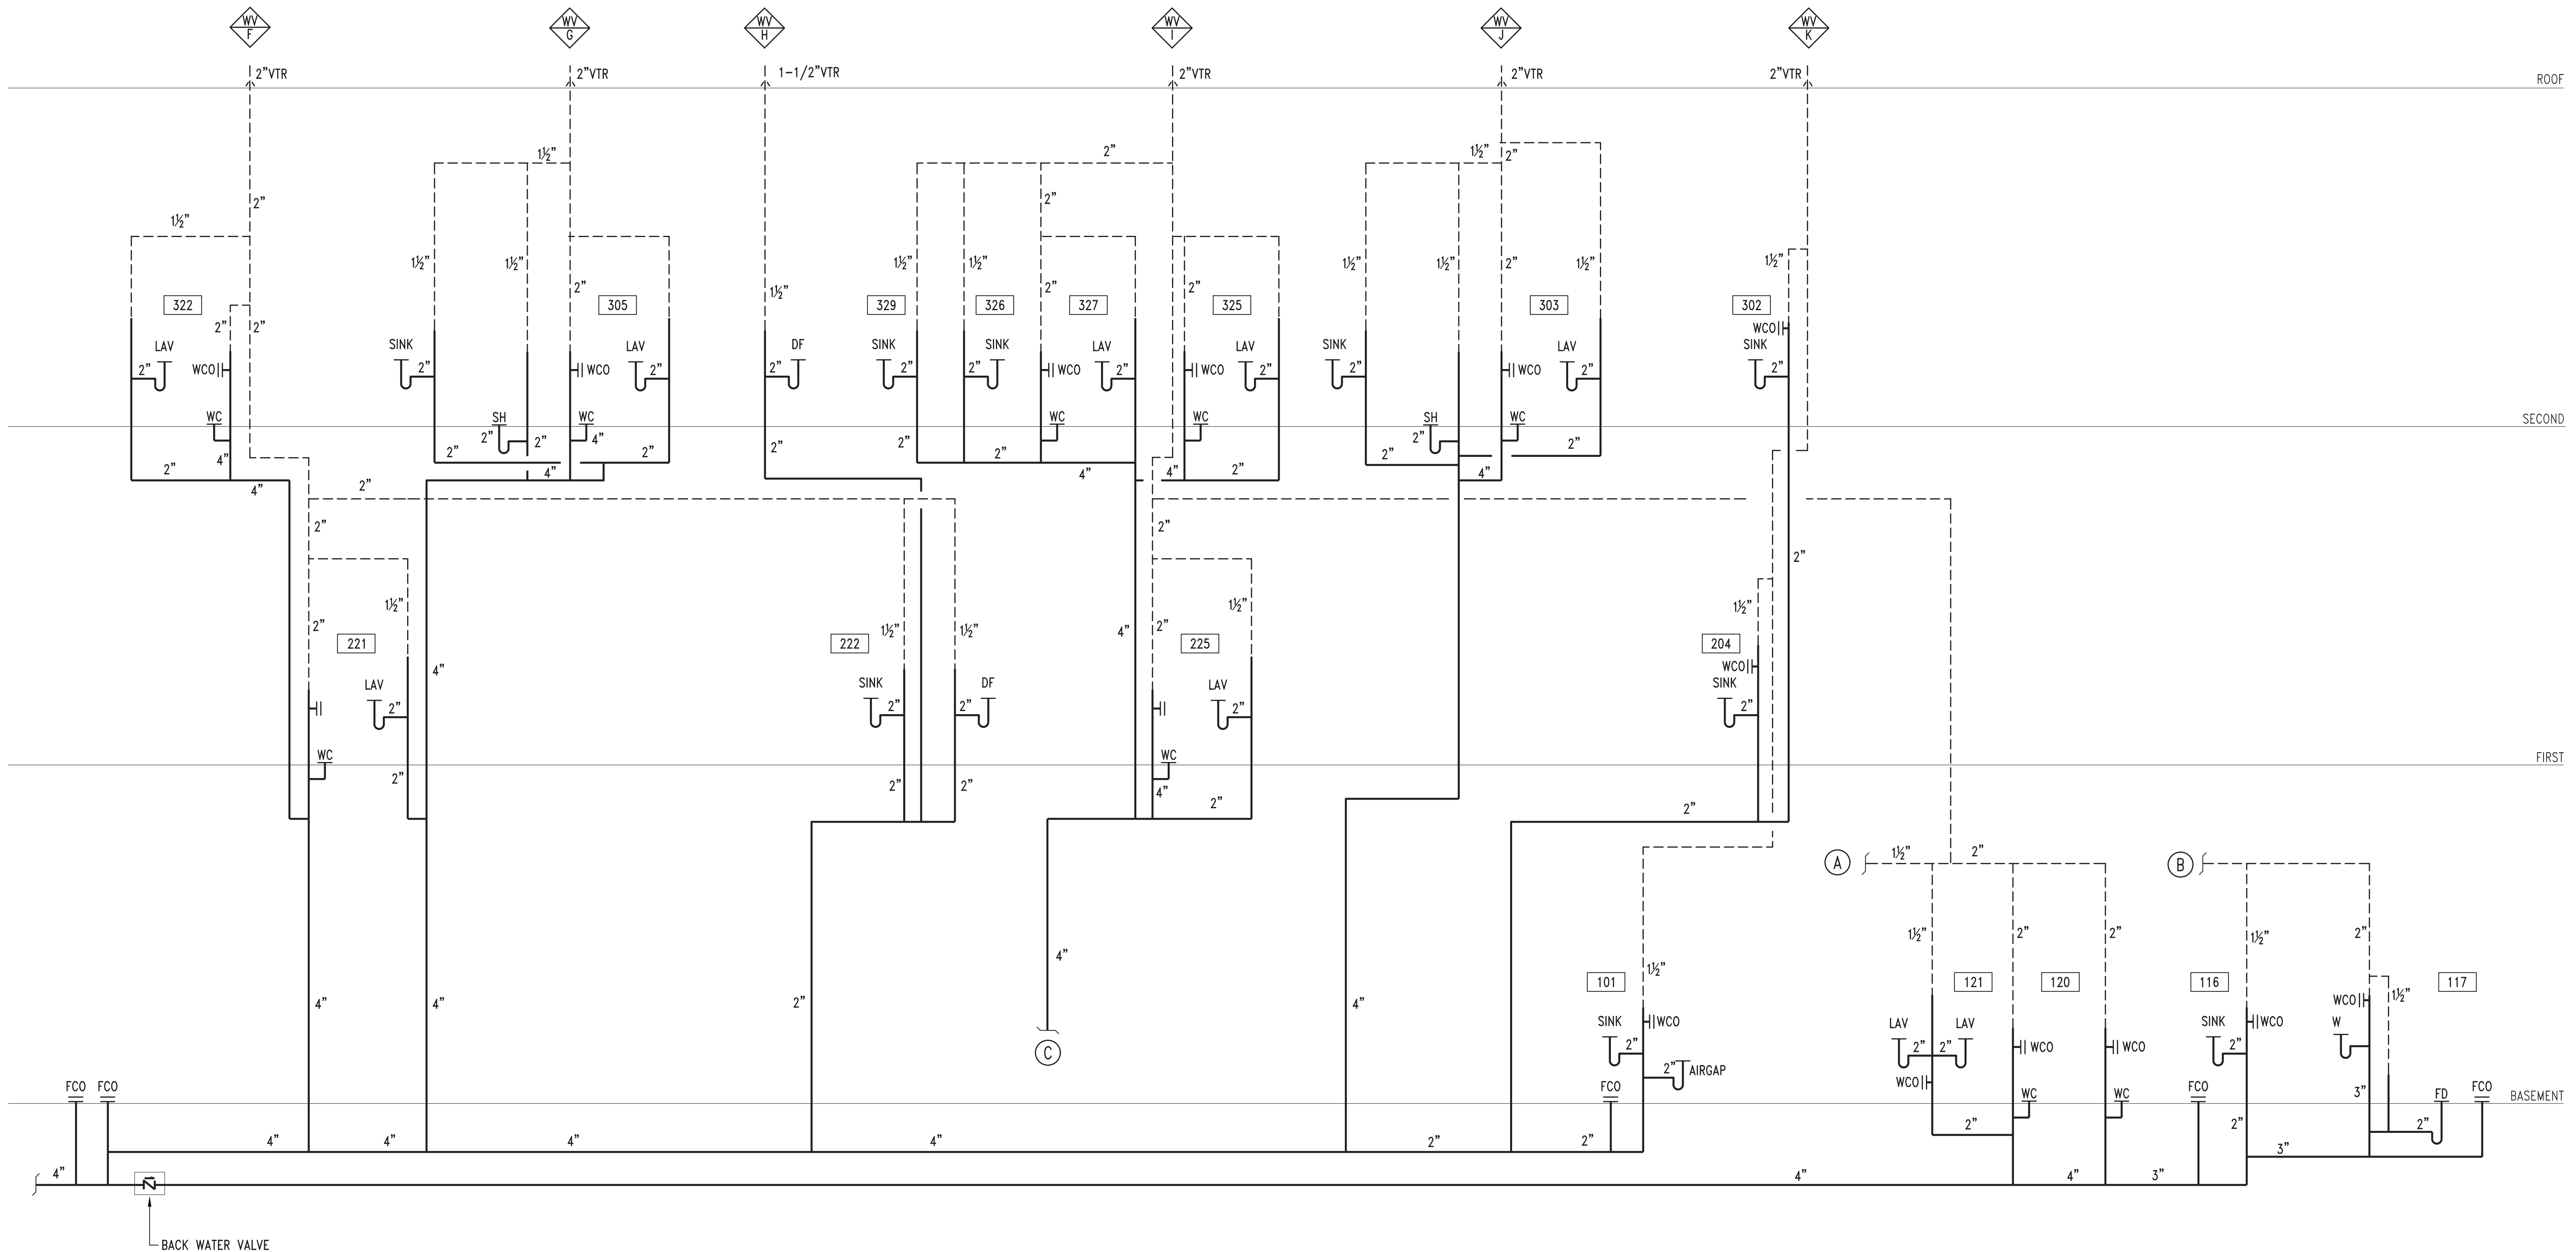 WV F
WV G
WV H
WV I
WV J
WV K
2"VTR
2"VTR
1-1/2"VTR
2"VTR
2"VTR
2"VTR
ROOF
1½"
2"
1½"
2"
2"
2"
1½"
1½"
1½"
2"
1½"
1½"
1½"
1½"
2"
1½"
1½"
2"
1½"
2"
1½"
2"
2"
322
305
329
326
327
325
303
302
2"
2"
WCO
LAV
SINK
LAV
DF
SINK
SINK
LAV
LAV
SINK
LAV
SINK
2"
WCO
2"
WCO
2"
2"
2"
2"
WCO
2"
WCO
2"
2"
WCO
2"
2"
WC
SH
WC
WC
WC
SH
WC
SECOND
2"
2"
4"
2"
2"
4"
2"
2"
2"
2"
2"
4"
4"
2"
4"
4"
4"
2"
4"
2"
2"
2"
2"
2"
1½"
1½"
1½"
2"
2"
1½"
1½"
4"
221
222
225
204
4"
WCO
LAV
SINK
DF
LAV
SINK
2"
2"
2"
2"
2"
WC
WC
FIRST
2"
2"
2"
4"
2"
2"
A
1½"
2"
B
1½"
2"
2"
1½"
2"
4"
1½"
101
121
120
116
117
4"
4"
2"
4"
WCO
1½"
SINK
WCO
LAV
LAV
SINK
WCO
W
C
2"
2"
2"
WCO
WCO
2"
2"
AIRGAP
WCO
FCO
FCO
FCO
WC
WC
FCO
3"
FD
FCO
BASEMENT
2"
2"
2"
4"
4"
4"
4"
2"
2"
3"
4"
4"
4"
3"
BACK WATER VALVE